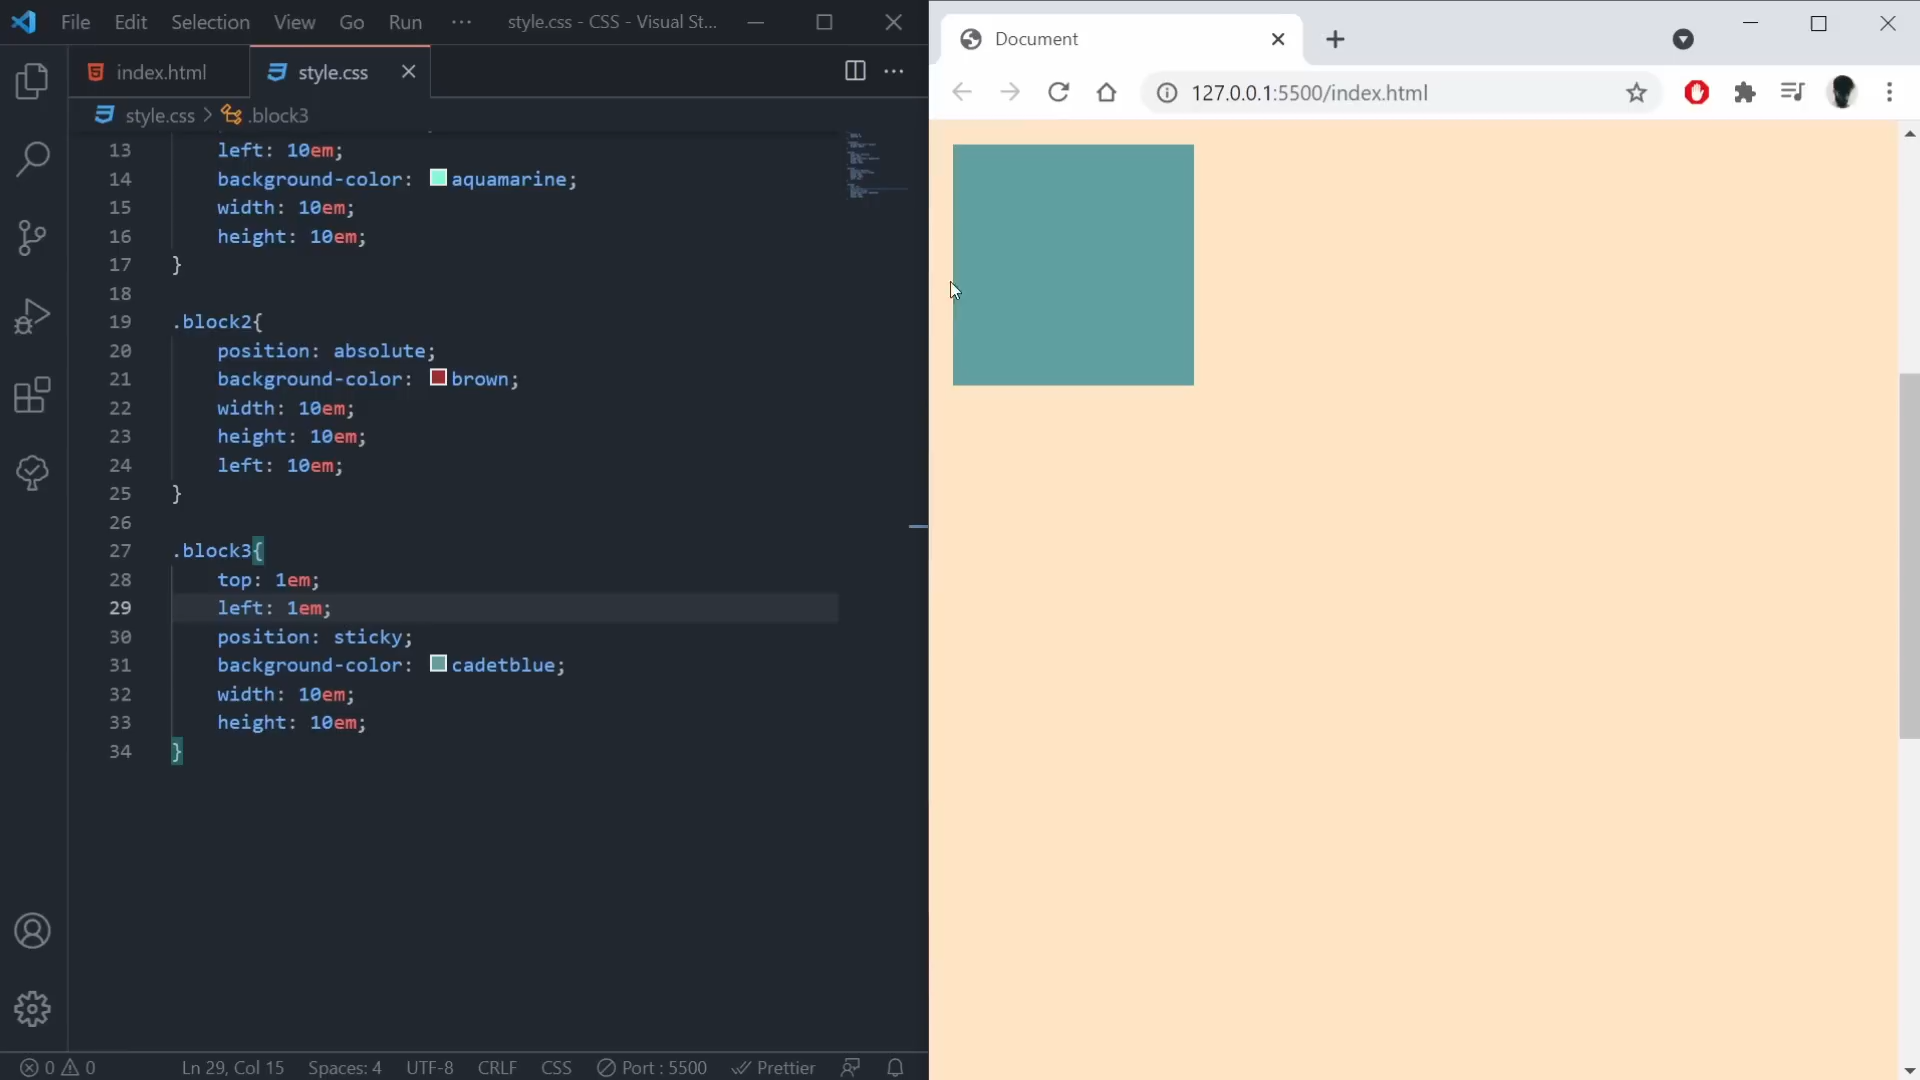 File Edit Selection View Go Run ··· style.css - CSS - Visual St...
index.html style.css
style.css > .block3
13 left: 10em;
14 background-color: aquamarine;
15 width: 10em;
16 height: 10em;
17 }
18
19 .block2{
20 position: absolute;
21 background-color: brown;
22 width: 10em;
23 height: 10em;
24 left: 10em;
25 }
26
27 .block3{
28 top: 1em;
29 left: 1em;
30 position: sticky;
31 background-color: cadetblue;
32 width: 10em;
33 height: 10em;
34 }
0 0 Ln 29, Col 15 Spaces: 4 UTF-8 CRLF CSS Port : 5500 Prettier
Document
127.0.0.1:5500/index.html